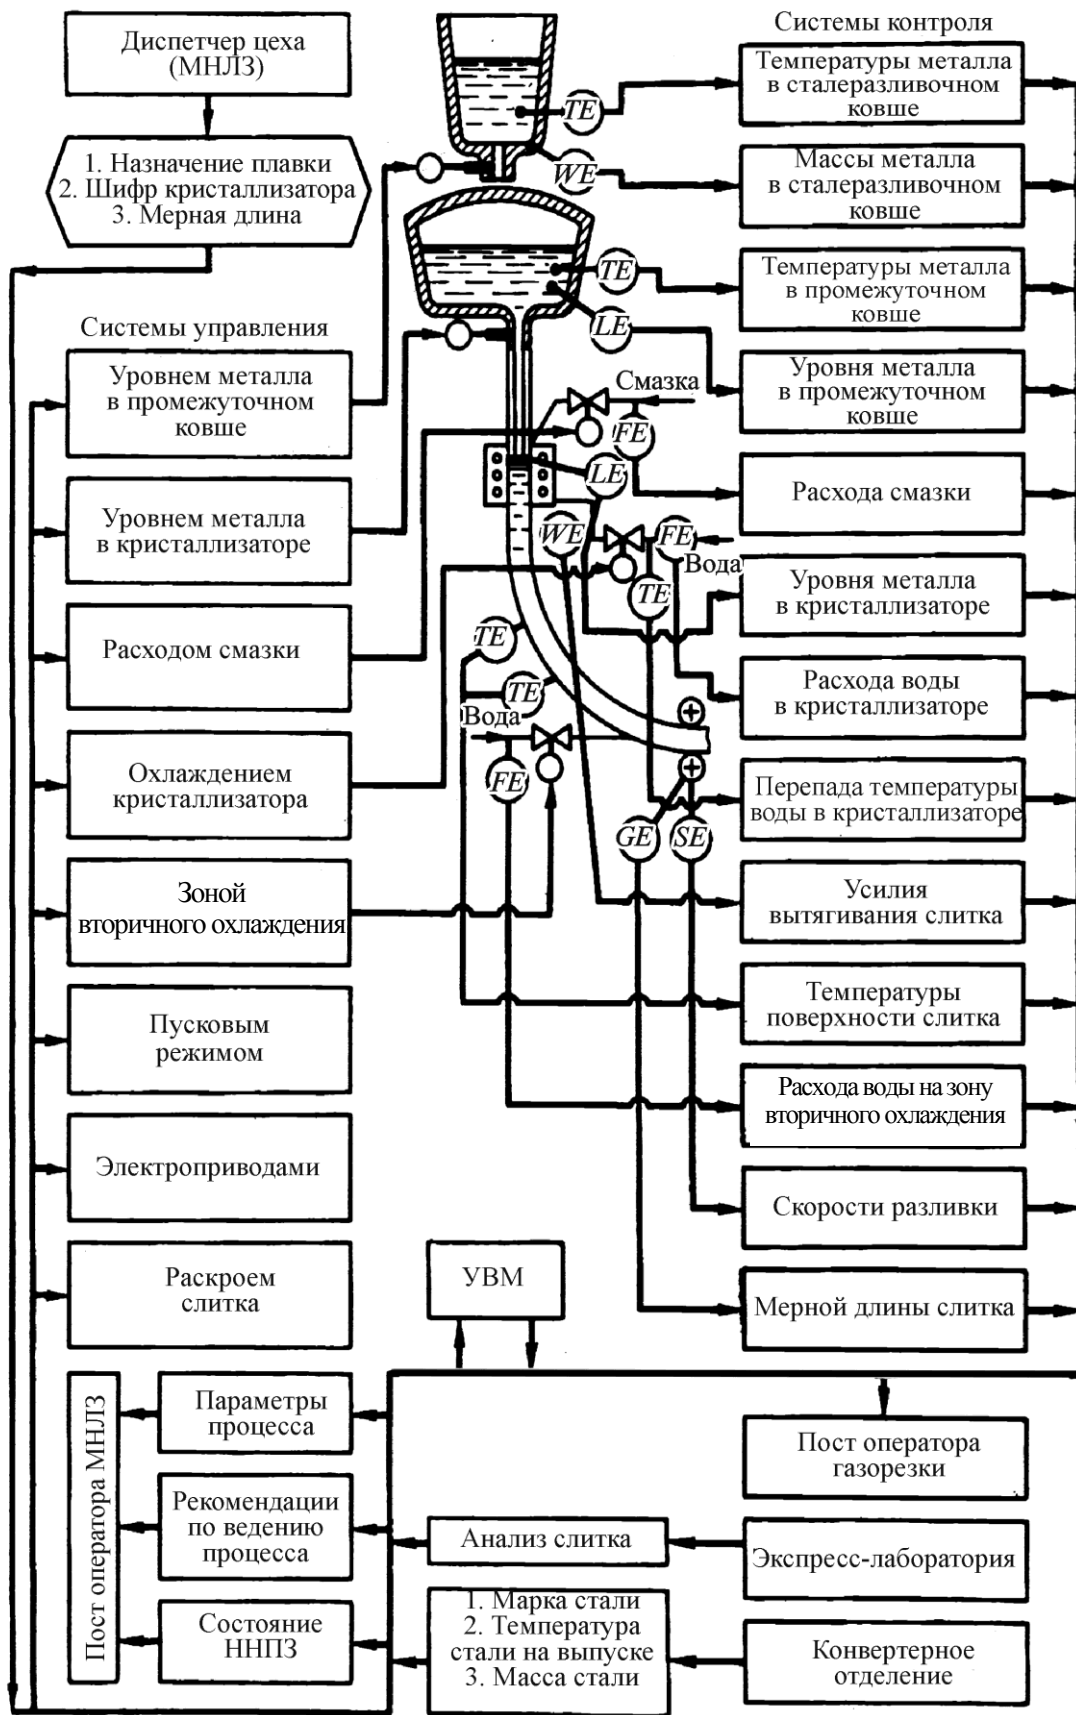 Диспетчер цеха
(МНЛЗ)
1. Назначение плавки
2. Шифр кристаллизатора
3. Мерная длина
Системы управления
Уровнем металла
в промежуточном
ковше
Уровнем металла
в кристаллизаторе
Расходом смазки
Охлаждением
кристаллизатора
Зоной
вторичного охлаждения
Пусковым
режимом
Электроприводами
Раскроем
слитка
TE
WE
TE
LE
Смазка
FE
LE
WE
FE
Вода
TE
TE
TE
Вода
FE
GE
SE
Системы контроля
Температуры металла
в сталеразливочном
ковше
Массы металла
в сталеразливочном
ковше
Температуры металла
в промежуточном
ковше
Уровня металла
в промежуточном
ковше
Расхода смазки
Уровня металла
в кристаллизаторе
Расхода воды
в кристаллизаторе
Перепада температуры
воды в кристаллизаторе
Усилия
вытягивания слитка
Температуры
поверхности слитка
Расхода воды на зону
вторичного охлаждения
Скорости разливки
Мерной длины слитка
УВМ
Пост оператора МНЛЗ
Параметры
процесса
Рекомендации
по ведению
процесса
Состояние
ННПЗ
Анализ слитка
1. Марка стали
2. Температура
стали на выпуске
3. Масса стали
Пост оператора
газорезки
Экспресс-лаборатория
Конвертерное
отделение